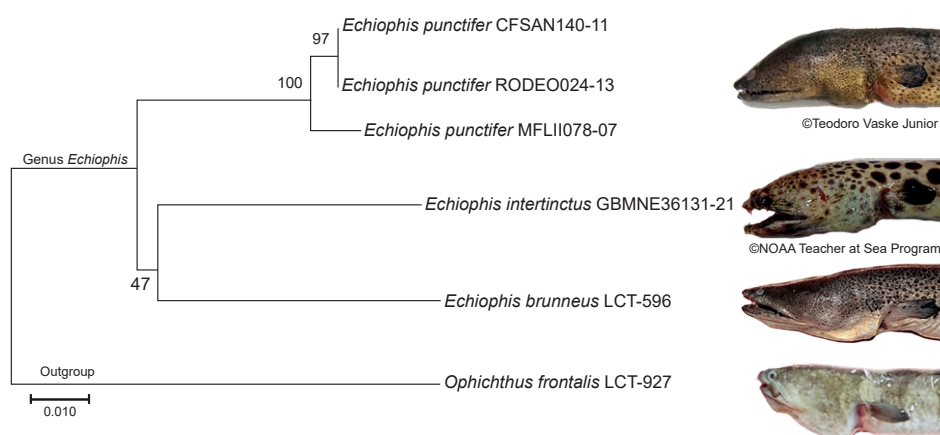 Echiophis punctifer CFSAN140-11
97
100
Echiophis punctifer RODEO024-13
©Teodoro Vaske Junior
Echiophis punctifer MFLII078-07
Genus Echiophis
Echiophis intertinctus GBMNE36131-21
©NOAA Teacher at Sea Program
47
Echiophis brunneus LCT-596
Outgroup
Ophichthus frontalis LCT-927
0.010